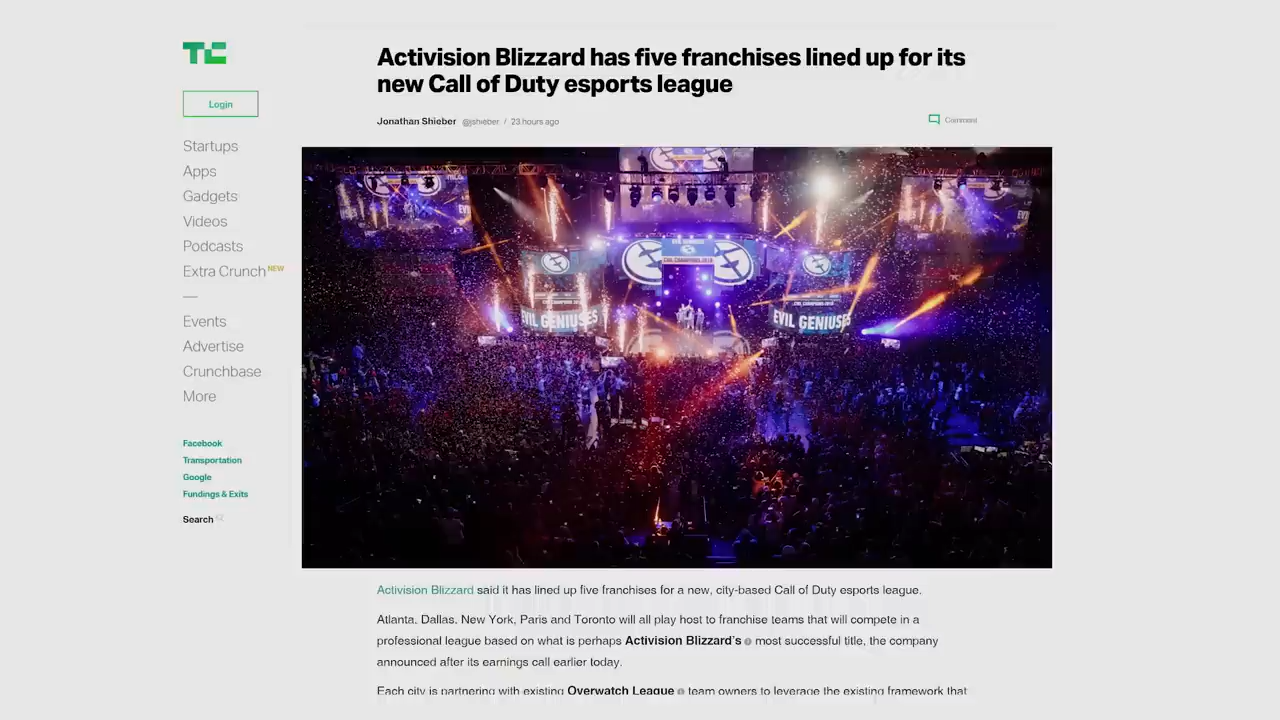 TC
Login
Startups
Apps
Gadgets
Videos
Podcasts
Extra Crunch NEW
Events
Advertise
Crunchbase
More
Facebook
Transportation
Google
Fundings & Exits
Search
Activision Blizzard has five franchises lined up for its
new Call of Duty esports league
Jonathan Shieber @jshieber / 23 hours ago
Comment
EVIL GENIUSES
CWL CHAMPIONS 2018
EVIL GENIUSES
EVIL GENIUSES
Activision Blizzard said it has lined up five franchises for a new, city-based Call of Duty esports league.
Atlanta, Dallas, New York, Paris and Toronto will all play host to franchise teams that will compete in a
professional league based on what is perhaps Activision Blizzard's most successful title, the company
announced after its earnings call earlier today.
Each city is partnering with existing Overwatch League team owners to leverage the existing framework that